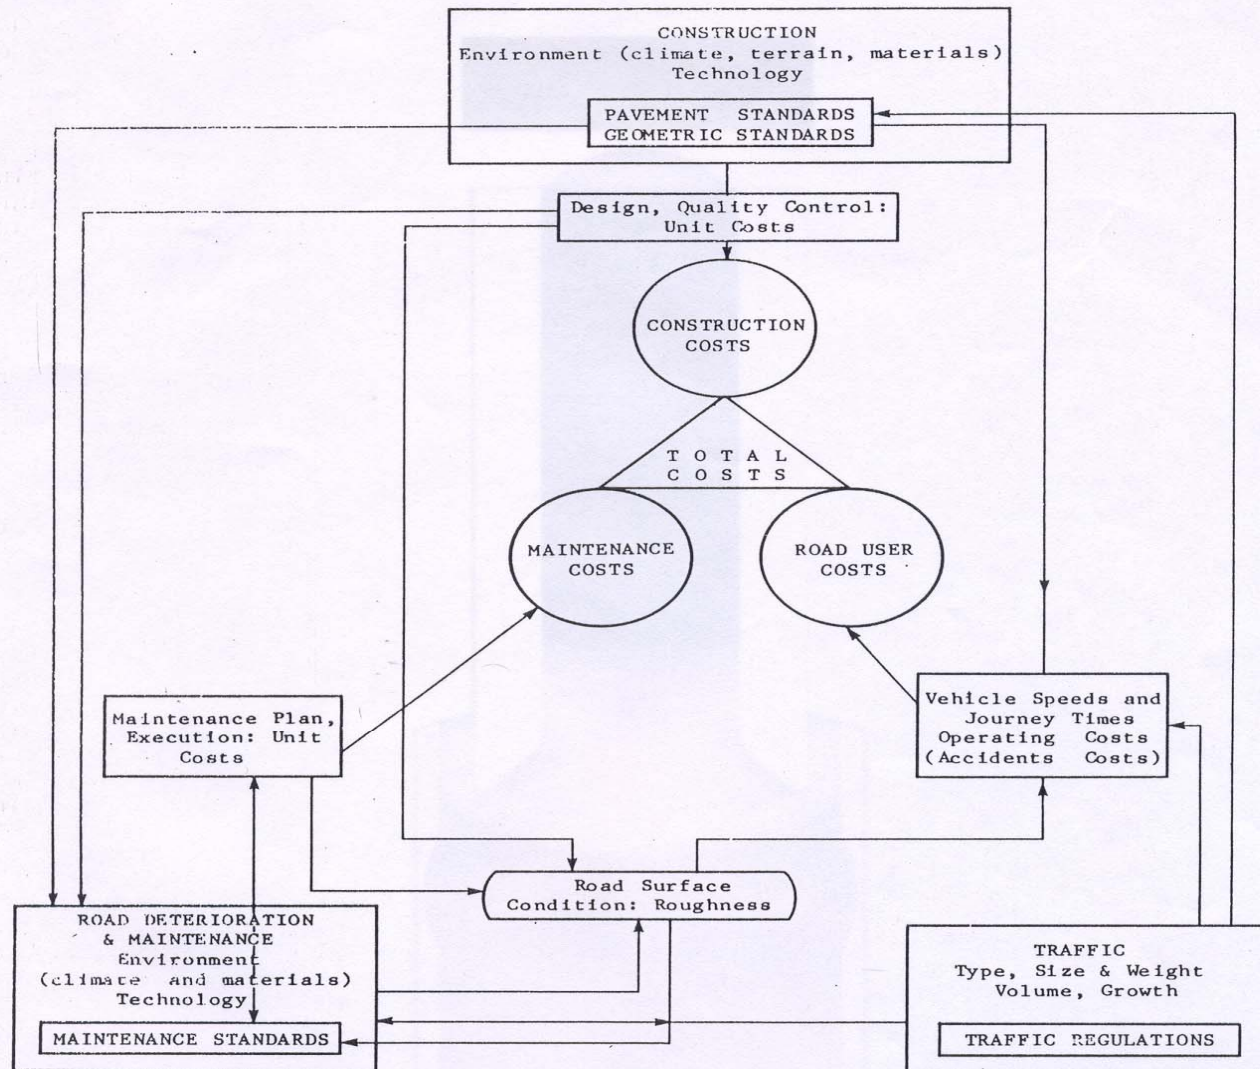 CONSTRUCTION
Environment (climate, terrain, materials)
Technology
PAVEMENT STANDARDS
GEOMETRIC STANDARDS
Design, Quality Control:
Unit Costs
CONSTRUCTION
COSTS
TOTAL
COSTS
MAINTENANCE
COSTS
ROAD USER
COSTS
Maintenance Plan,
Execution: Unit
Costs
Vehicle Speeds and
Journey Times
Operating Costs
(Accidents Costs)
Road Surface
Condition: Roughness
ROAD DETERIORATION
& MAINTENANCE
Environment
(climate and materials)
Technology
MAINTENANCE STANDARDS
TRAFFIC
Type, Size & Weight
Volume, Growth
TRAFFIC REGULATIONS